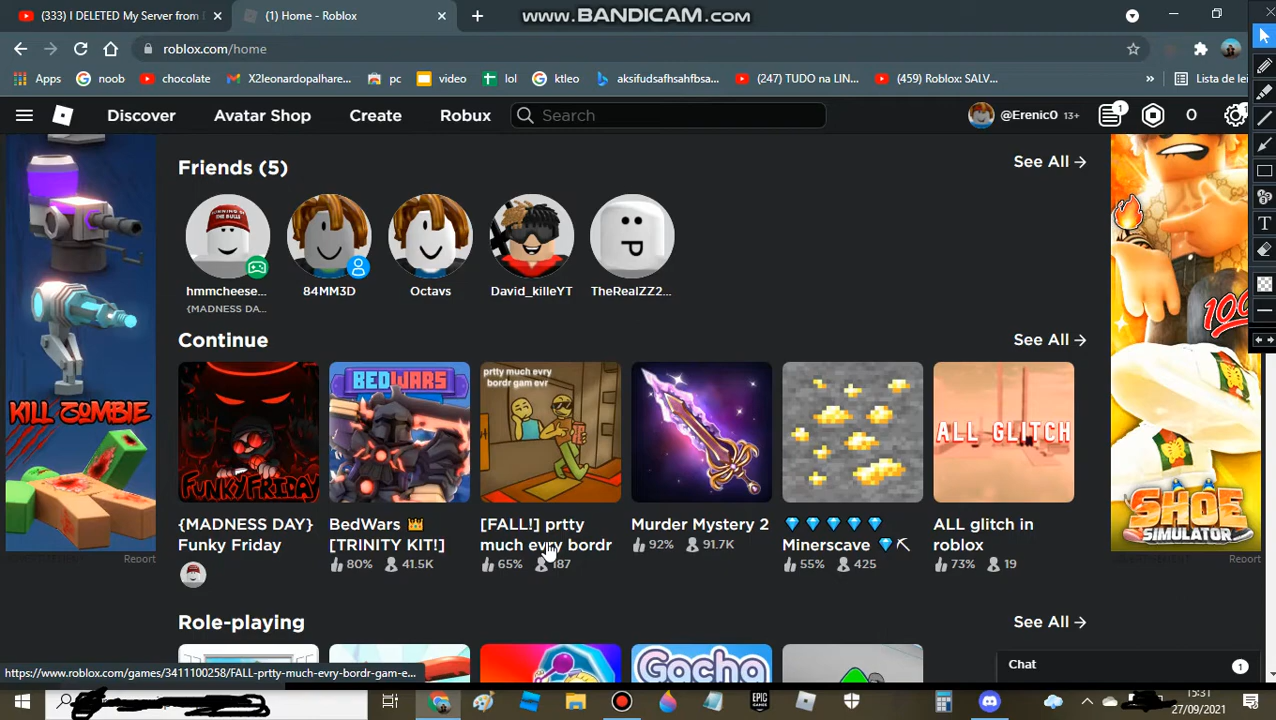 (333) I DELETED My Server from
(1) Home - Roblox
www.BANDICAM.com
roblox.com/home
Apps
noob
chocolate
X2leonardopalhare...
pc
video
lol
ktleo
aksifudsafhsafhfbsa...
(247) TUDO na LIN...
(459) Roblox: SALV...
»
Lista de lei
Discover
Avatar Shop
Create
Robux
Search
@Erenic0 13+
1
0
Friends (5)
See All →
hmmcheese...
84MM3D
Octavs
David_killeYT
TheRealZZ2...
{MADNESS DA...
Continue
See All →
FUNKY FRIDAY
BEDWARS
prtty much evry
bordr gam evr
ALL GLITCH
{MADNESS DAY}
Funky Friday
BedWars 👑
[TRINITY KIT!]
80% 41.5K
[FALL!] prtty
much evry bordr
65% 187
Murder Mystery 2
92% 91.7K
💎💎💎💎💎
Minerscave 💎⛏
55% 425
ALL glitch in
roblox
73% 19
KILL ZOMBIE
Report
100
SHOE
SIMULATOR
Report
Role-playing
See All →
Gacha
Chat
1
https://www.roblox.com/games/3411100258/FALL-prtty-much-evry-bordr-gam-e...
EPIC
GAMES
15:31
27/09/2021